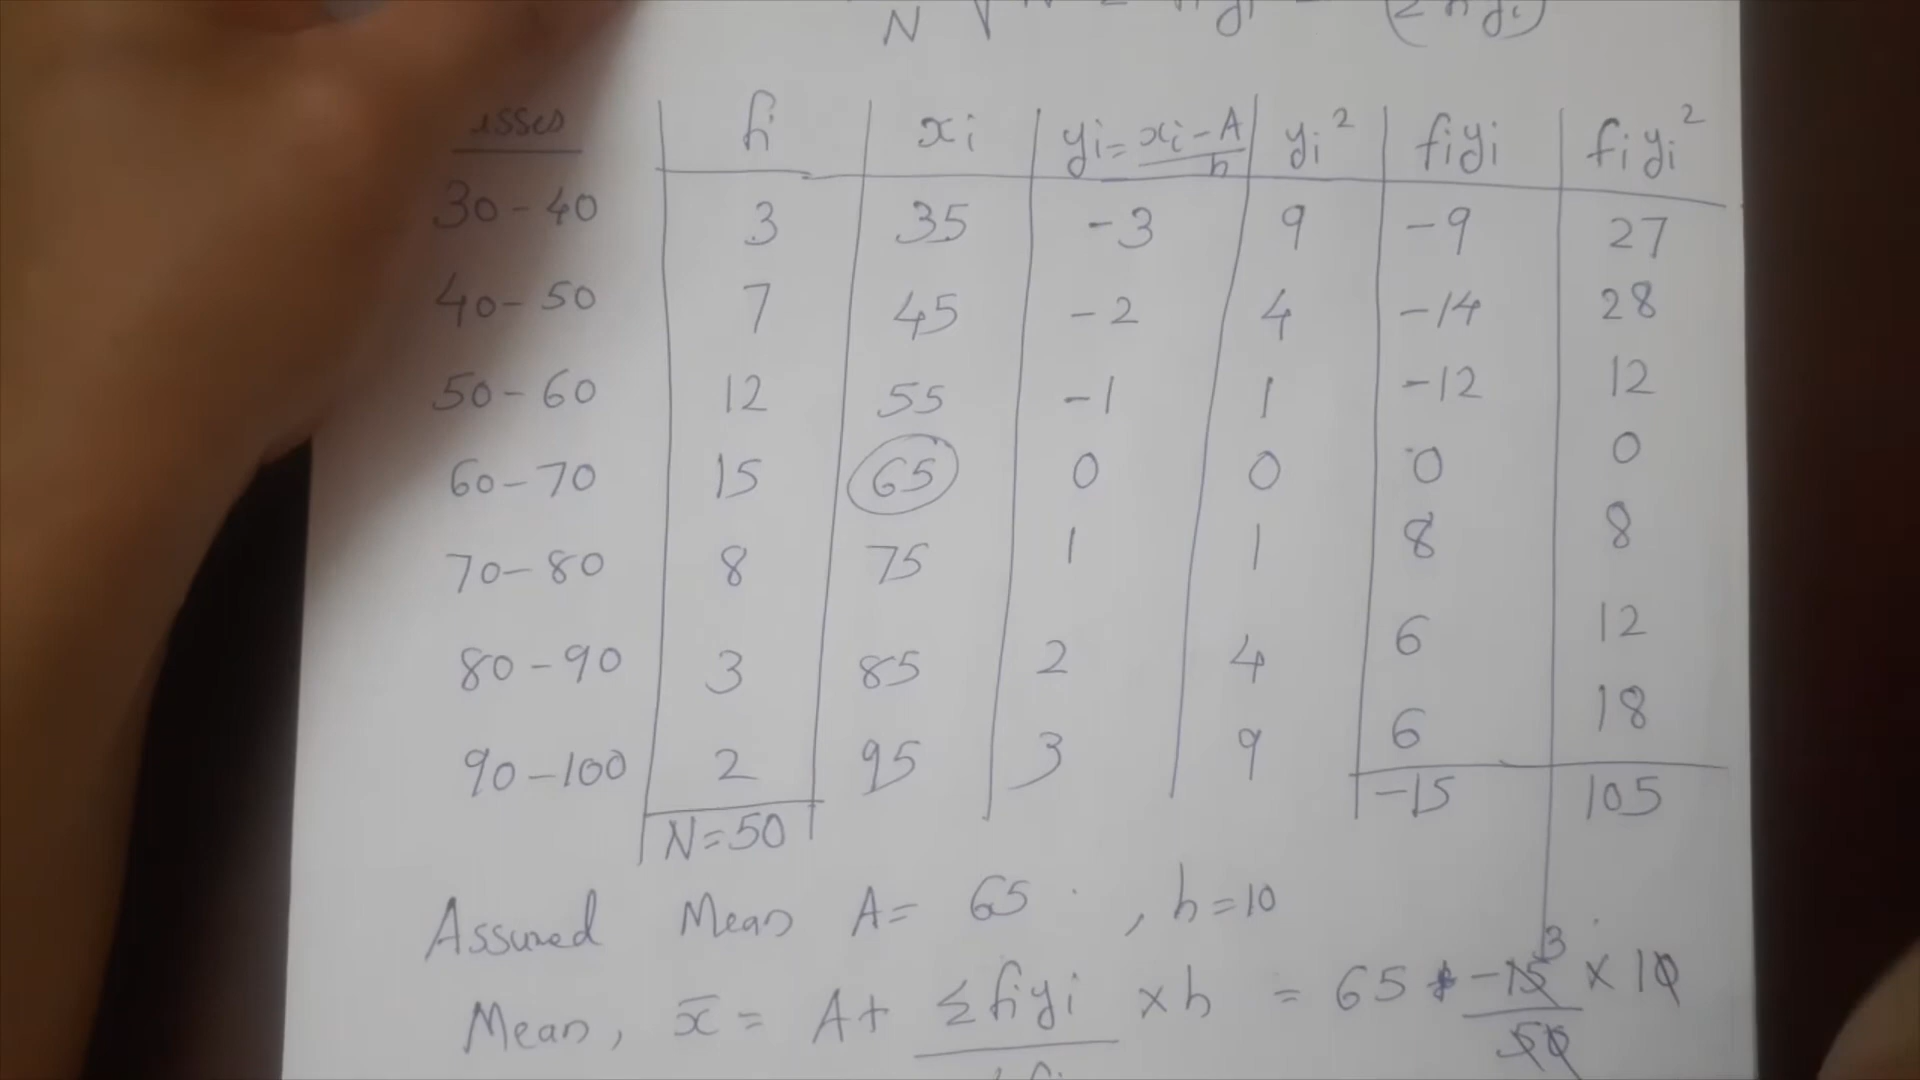 N
isses fi xi yi = xi - A / h yi² fiyi fiyi²
30-40 3 35 -3 9 -9 27
40-50 7 45 -2 4 -14 28
50-60 12 55 -1 1 -12 12
60-70 15 65 0 0 0 0
70-80 8 75 1 1 8 8
80-90 3 85 2 4 6 12
90-100 2 95 3 9 6 18
N=50 -15 105
Assumed Mean A= 65 , h=10
Mean, x̄ = A+ Σfiyi × h = 65 + -15 3 × 10 / 50